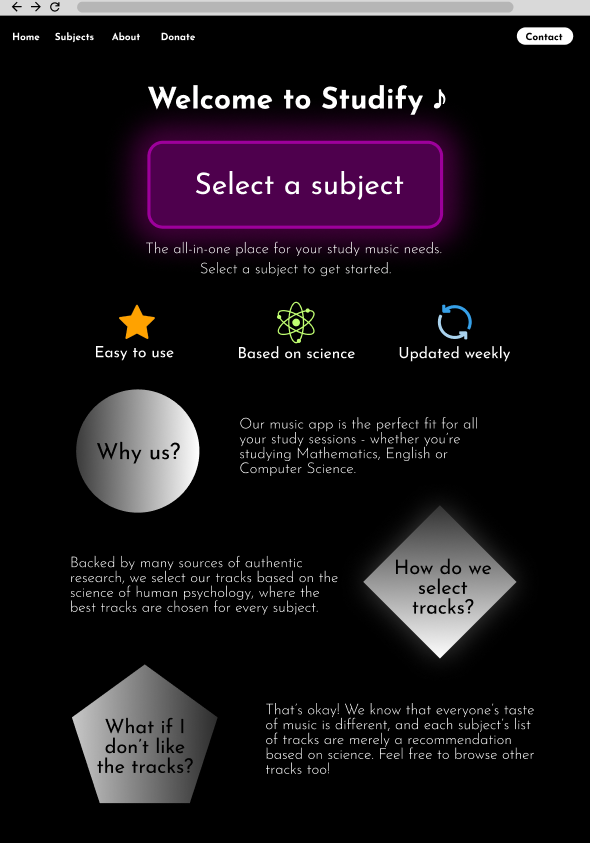 Home Subjects About Donate Contact
Welcome to Studify ♪
Select a subject
The all-in-one place for your study music needs.
Select a subject to get started.
Easy to use Based on science Updated weekly
Why us?
Our music app is the perfect fit for all
your study sessions - whether you're
studying Mathematics, English or
Computer Science.
Backed by many sources of authentic
research, we select our tracks based on the
science of human psychology, where the
best tracks are chosen for every subject.
How do we
select
tracks?
What if I
don't like
the tracks?
That's okay! We know that everyone's taste
of music is different, and each subject's list
of tracks are merely a recommendation
based on science. Feel free to browse other
tracks too!